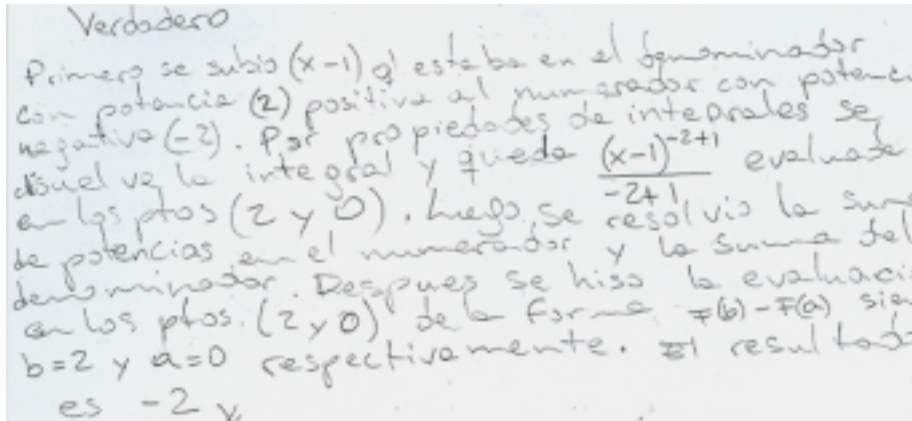 Verdadero
Primero se subio (x-1) q' estaba en el denominador
con potencia (2) positiva al numerador con potenci
negativa (-2). Por propiedades de integrales se
disuelve la integral y queda (x-1)^-2+1 / -2+1 evaluada
en los ptos (2 y 0). Luego se resolvio la suma
de potencias en el numerador y la suma del
denominador. Despues se hiso la evaluaci
en los ptos. (2 y 0) de la forma F(b)-F(a) sien
b=2 y a=0 respectivamente. El resultado
es -2